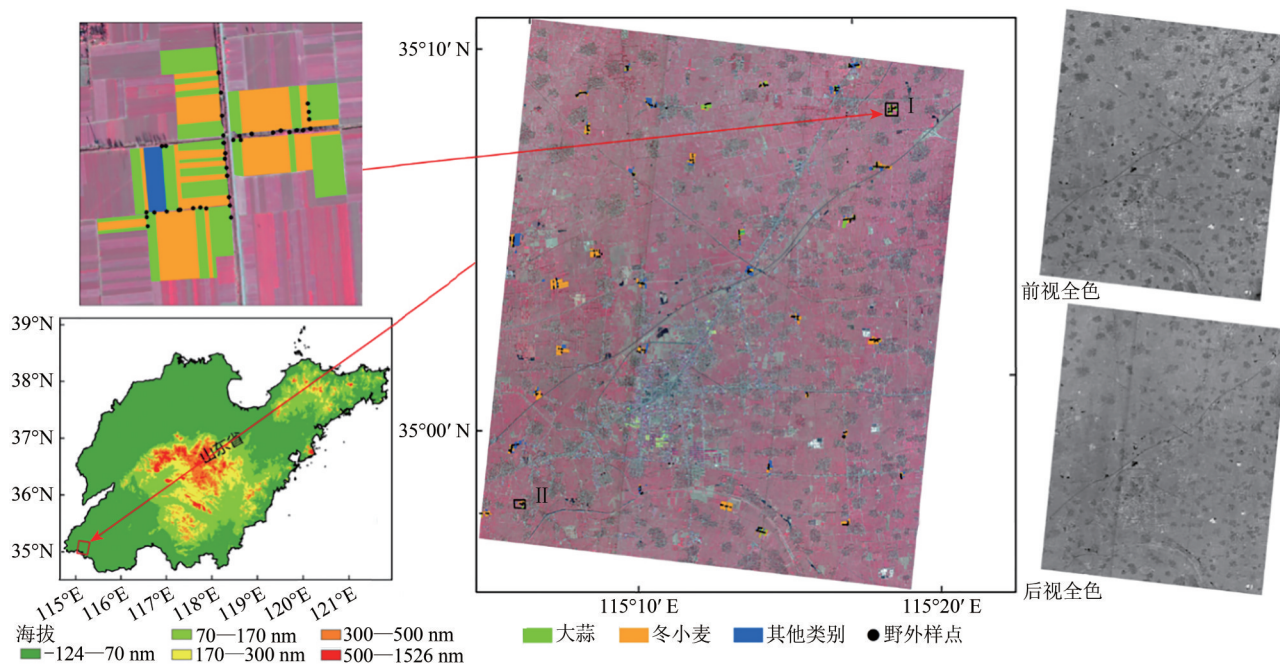 35°10′ N
I
35°00′ N
II
115°10′ E
115°20′ E
前视全色
后视全色
39°N
38°N
37°N
36°N
35°N
山东省
115°E
116°E
117°E
118°E
119°E
120°E
121°E
海拔
-124—70 nm
70—170 nm
170—300 nm
300—500 nm
500—1526 nm
大蒜
冬小麦
其他类别
野外样点